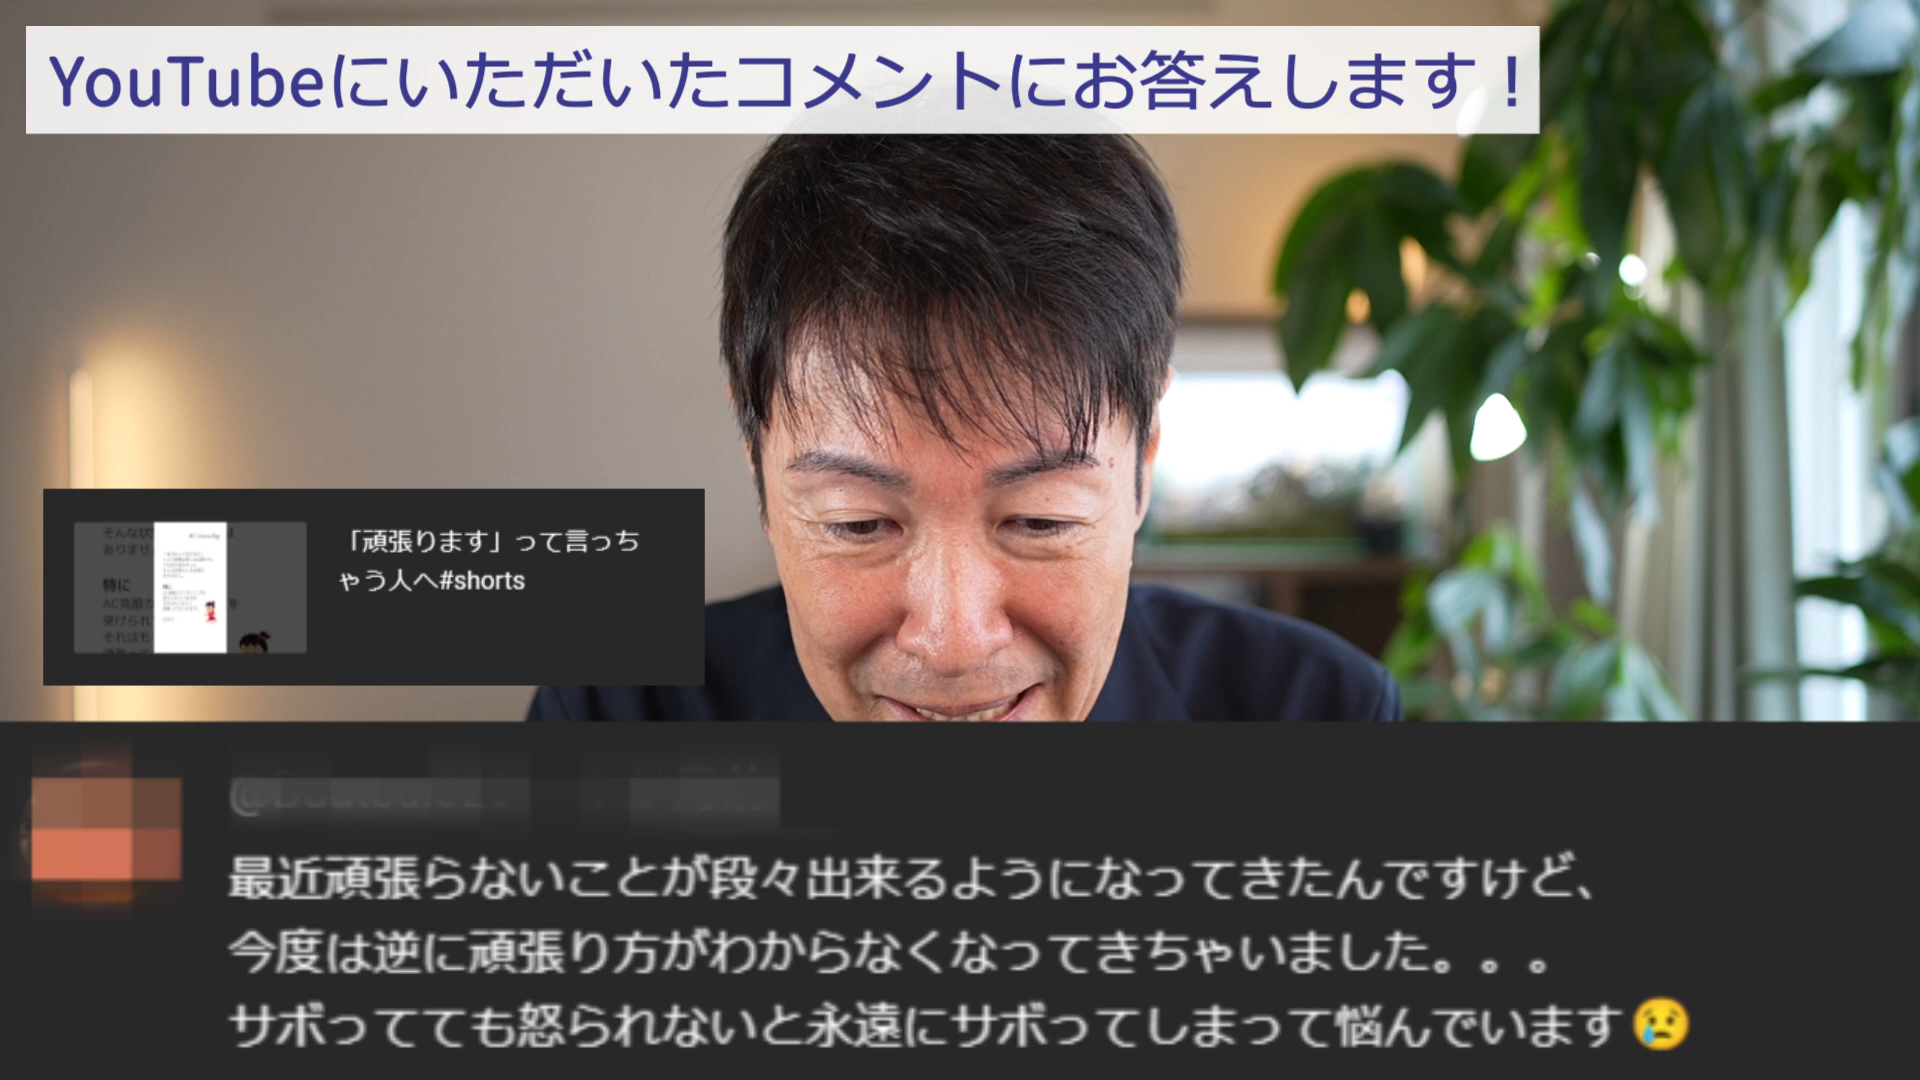 YouTubeにいただいたコメントにお答えします！
「頑張ります」って言っち
ゃう人へ#shorts
特に
最近頑張らないことが段々出来るようになってきたんですけど、
今度は逆に頑張り方がわからなくなってきちゃいました。。。
サボってても怒られないと永遠にサボってしまって悩んでいます😢